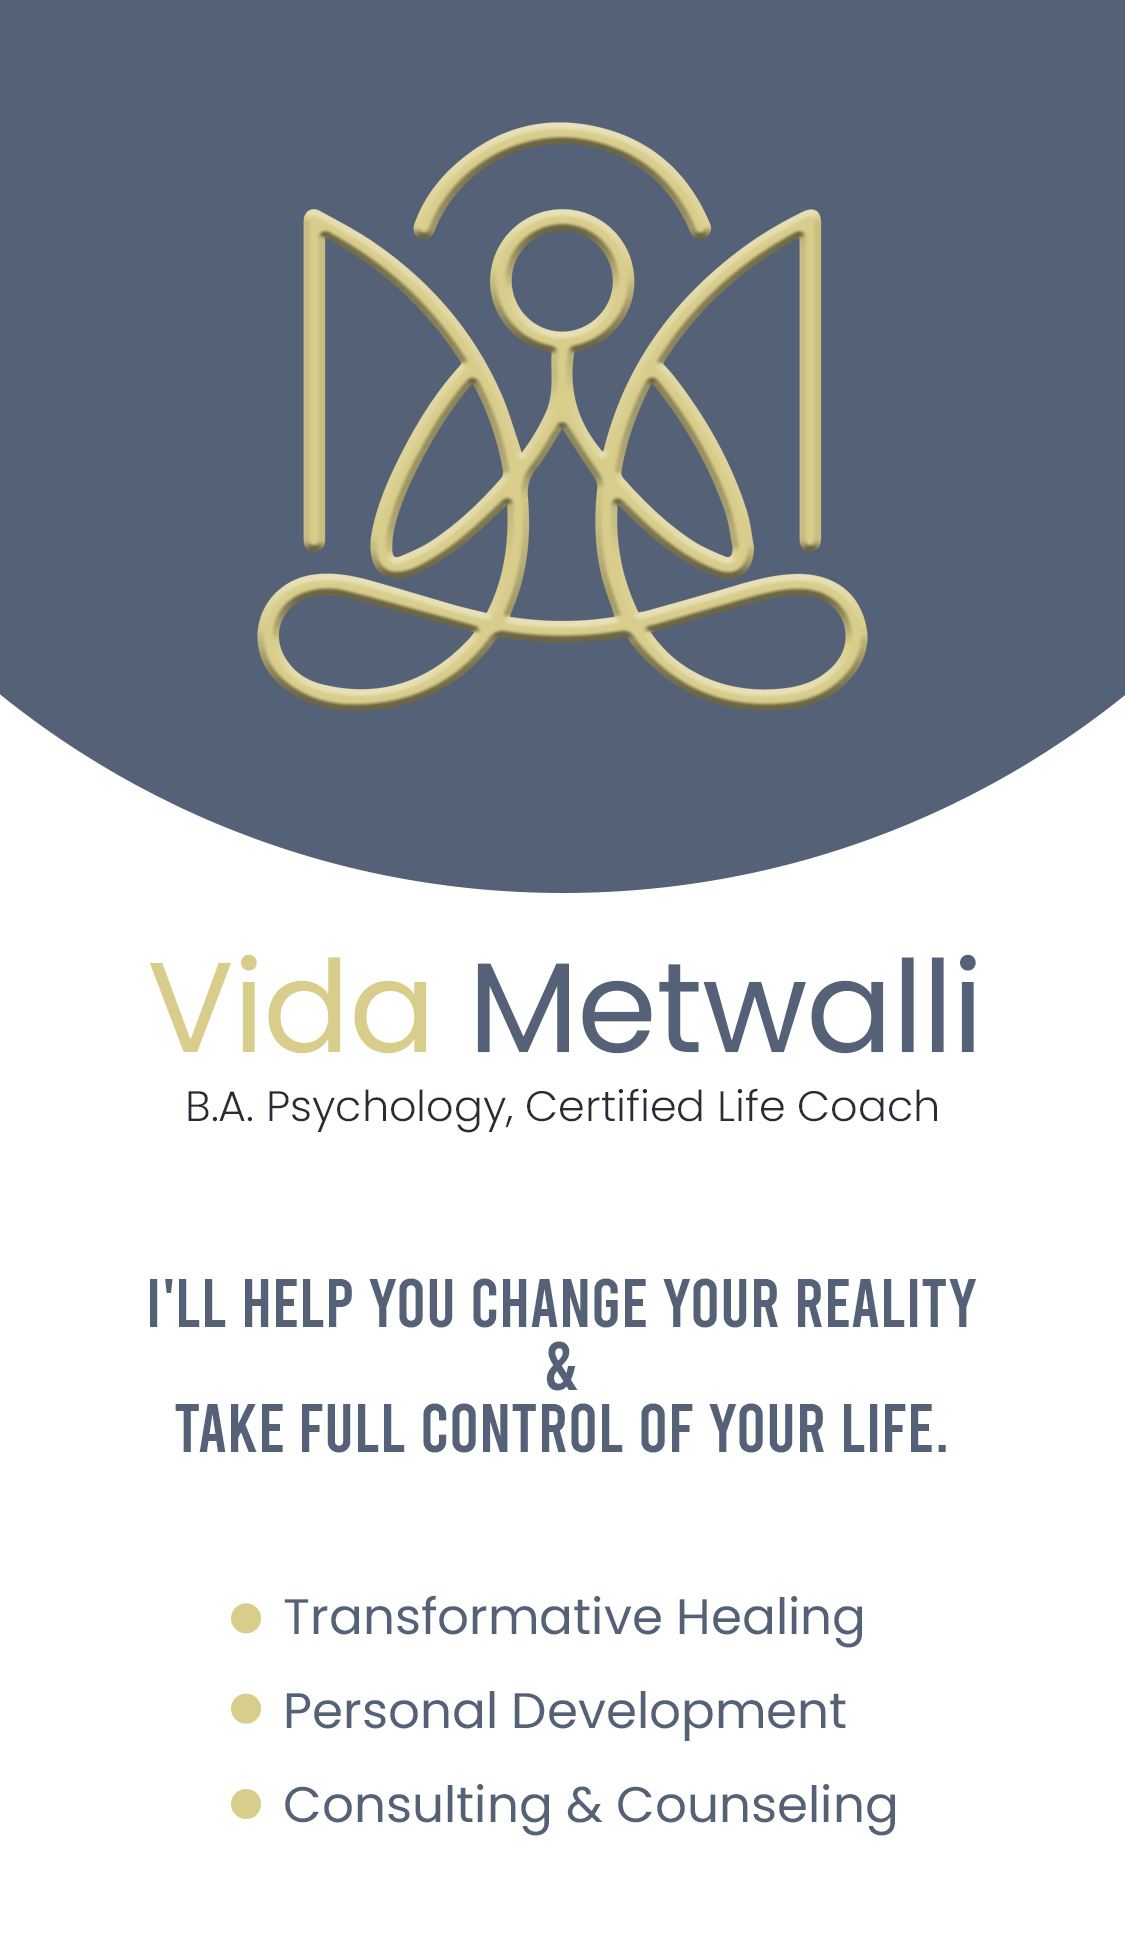 Vida Metwalli
B.A. Psychology, Certified Life Coach
I'LL HELP YOU CHANGE YOUR REALITY
&
TAKE FULL CONTROL OF YOUR LIFE.
Transformative Healing
Personal Development
Consulting & Counseling